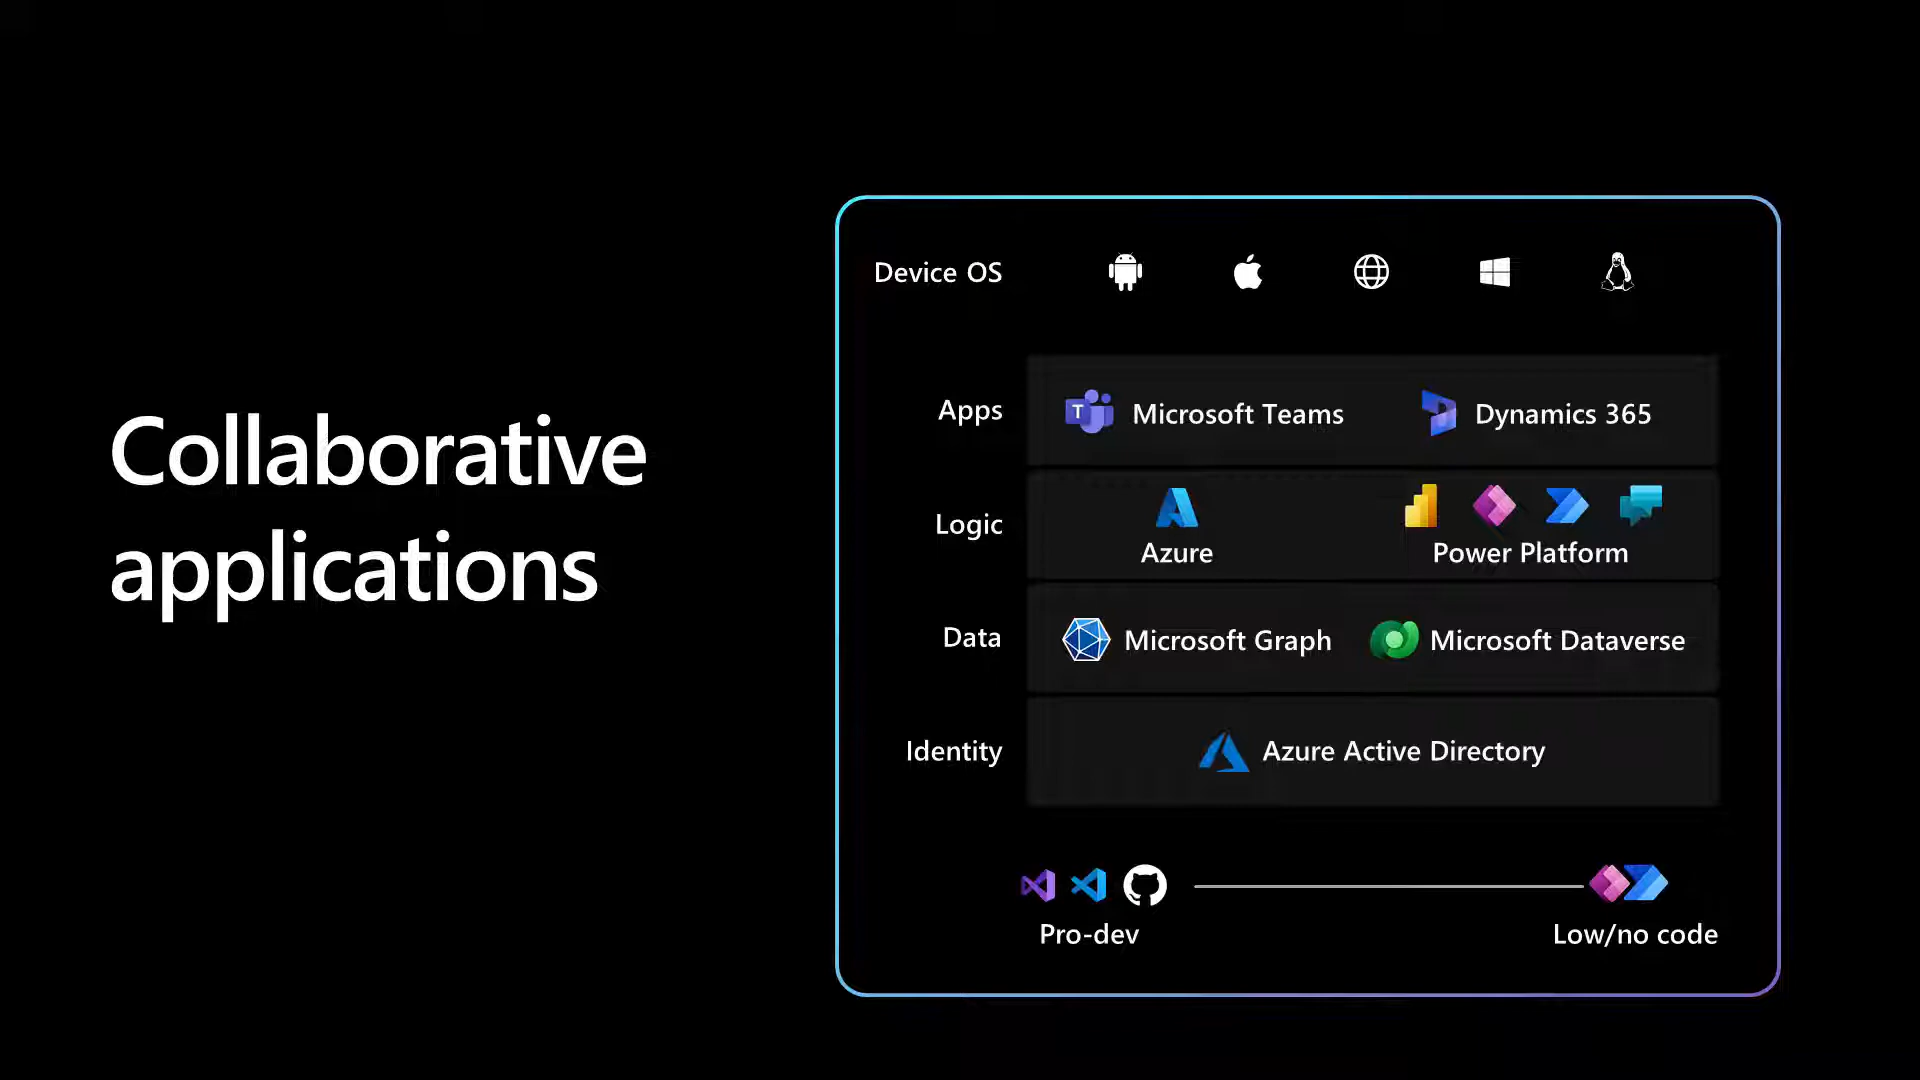 Collaborative
applications
Device OS
Apps
T
Microsoft Teams
Dynamics 365
Logic
Azure
Power Platform
Data
Microsoft Graph
Microsoft Dataverse
Identity
Azure Active Directory
Pro-dev
Low/no code